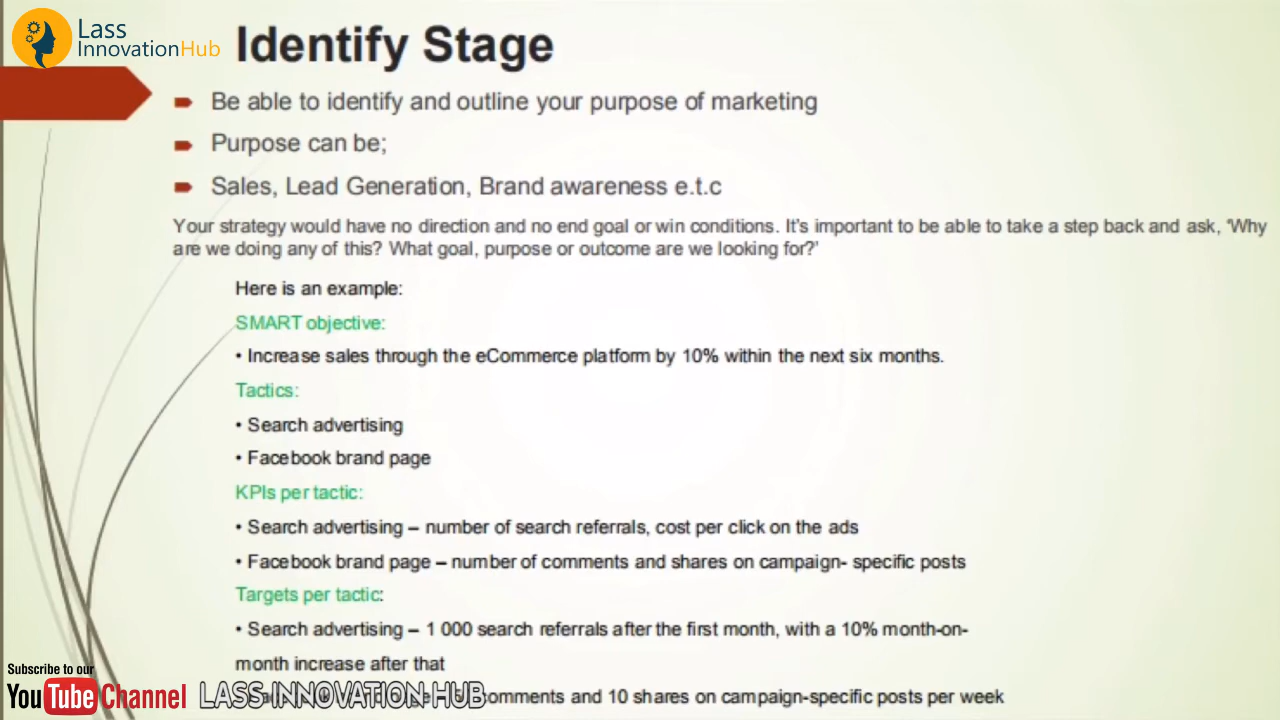 Lass
InnovationHub
Identify Stage
Be able to identify and outline your purpose of marketing
Purpose can be;
Sales, Lead Generation, Brand awareness e.t.c
Your strategy would have no direction and no end goal or win conditions. It's important to be able to take a step back and ask, 'Why
are we doing any of this? What goal, purpose or outcome are we looking for?'
Here is an example:
SMART objective:
• Increase sales through the eCommerce platform by 10% within the next six months.
Tactics:
• Search advertising
• Facebook brand page
KPIs per tactic:
• Search advertising – number of search referrals, cost per click on the ads
• Facebook brand page – number of comments and shares on campaign- specific posts
Targets per tactic:
• Search advertising – 1 000 search referrals after the first month, with a 10% month-on-
month increase after that
comments and 10 shares on campaign-specific posts per week
Subscribe to our
YouTube Channel
LASS INNOVATION HUB